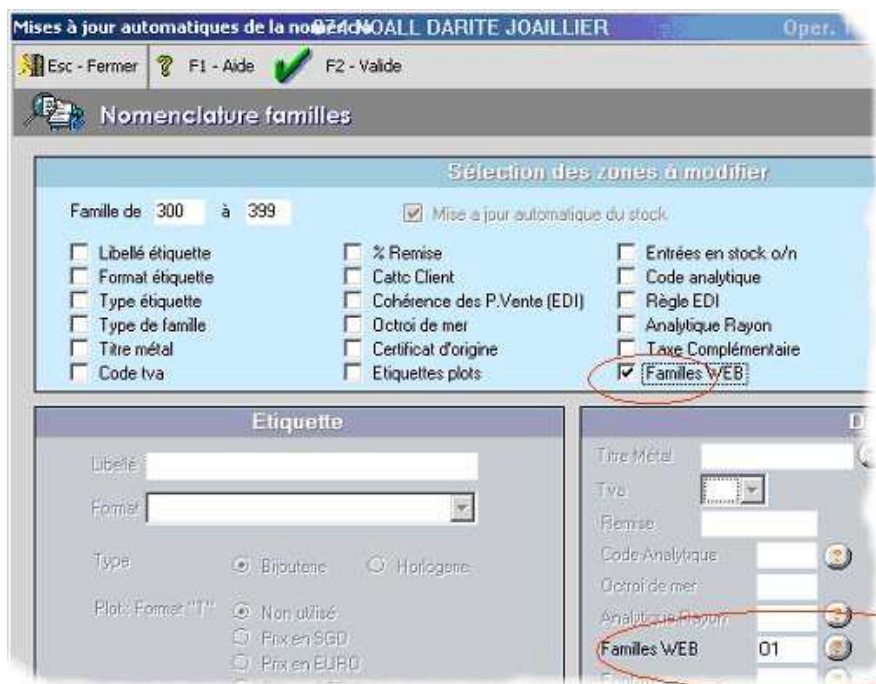 Mises à jour automatiques de la 974 NOALL DARITE JOAILLIER Oper.
Esc - Fermer F1 - Aide F2 - Valide
Nomenclature familles
Sélection des zones à modifier
Famille de 300 à 399 Mise a jour automatique du stock
Libellé étiquette % Remise Entrées en stock o/n
Format étiquette Cattc Client Code analytique
Type étiquette Cohérence des P.Vente (EDI) Règle EDI
Type de famille Octroi de mer Analytique Rayon
Titre métal Certificat d'origine Taxe Complémentaire
Code tva Etiquettes plots Familles WEB
Etiquette D
Libellé Titre Métal
Format Tva
Remise
Type Bijouterie Horlogerie Code Analytique
Octroi de mer
Plot : Format "T" Non utilisé Analytique Rayon
Prix en SGD Familles WEB 01
Prix en EURO